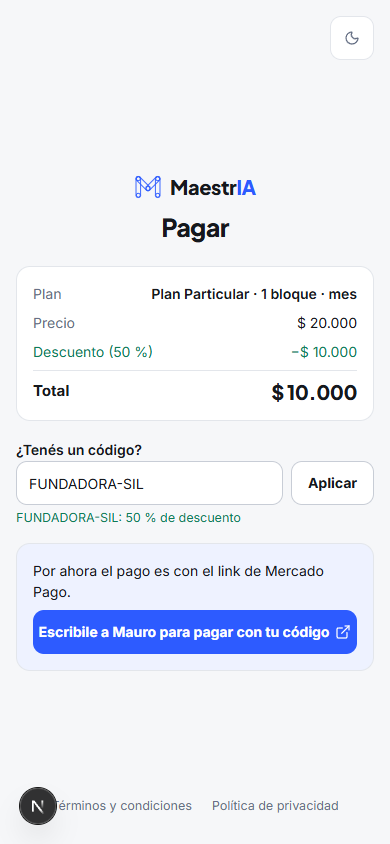 MaestrIA
Pagar
Plan Plan Particular · 1 bloque · mes
Precio $ 20.000
Descuento (50 %) −$ 10.000
Total $ 10.000
¿Tenés un código?
FUNDADORA-SIL Aplicar
FUNDADORA-SIL: 50 % de descuento
Por ahora el pago es con el link de Mercado
Pago.
Escribile a Mauro para pagar con tu código
N Términos y condiciones Política de privacidad